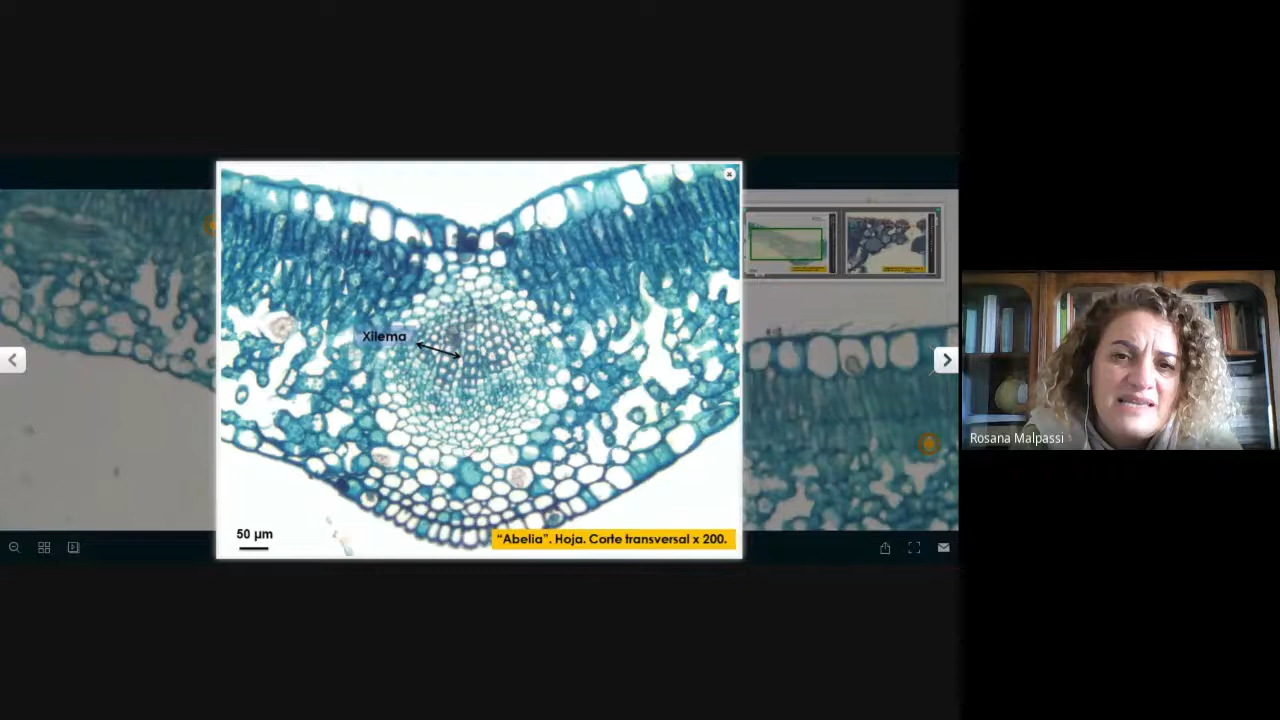 Xilema
50 µm
"Abelia". Hoja. Corte transversal x 200.
Rosana Malpassi